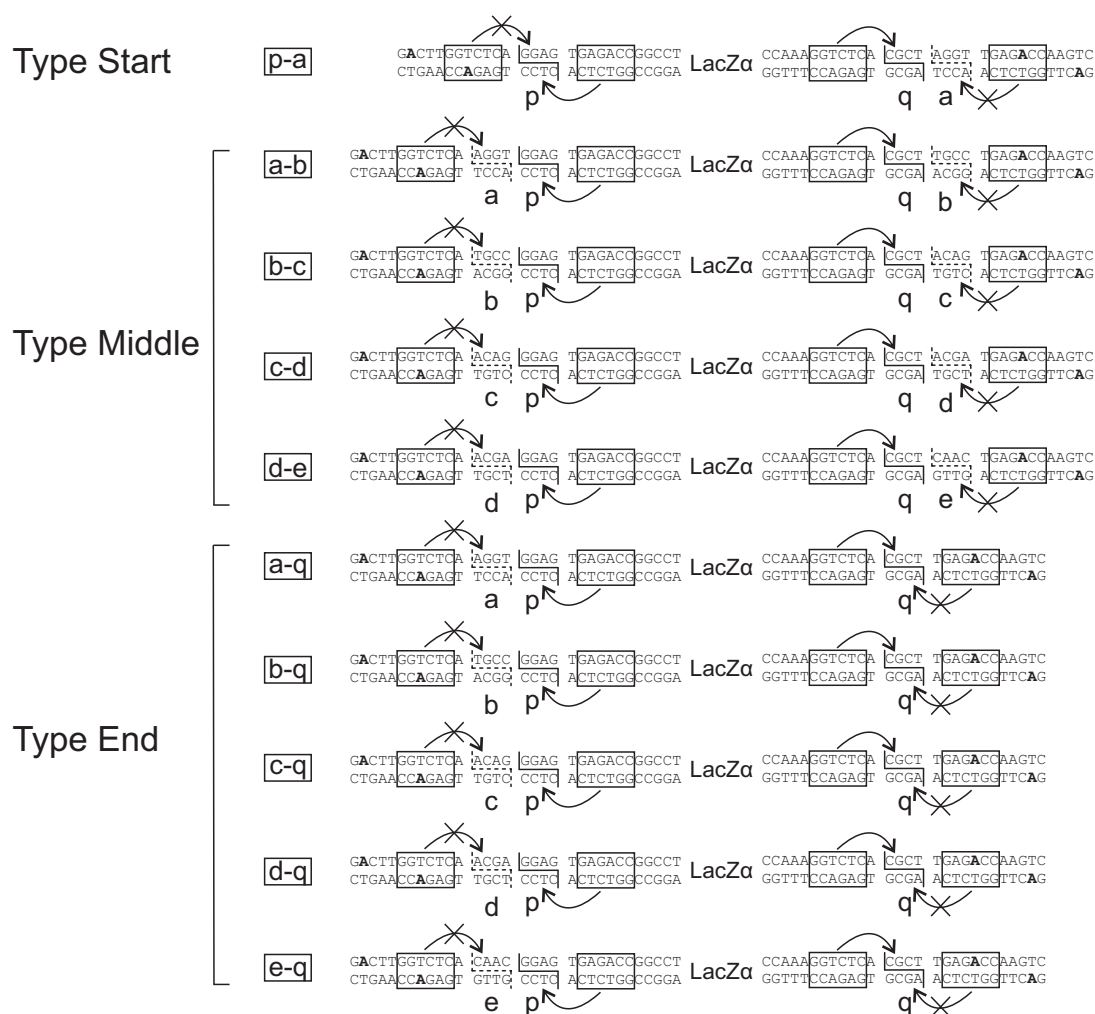 Type Start
p-a
GACTTGGTCTCA GGAG TGAGACCGGCCT
CTGAACCAGAGT CCTC ACTCTGGCCGGA
p
LacZα
CCAAAGGTCTCA CGCT AGGT TGAGACCAAGTC
GGTTTCCAGAGT GCGA TCCA ACTCTGGTTCAG
q a
Type Middle
a-b
GACTTGGTCTCA AGGT GGAG TGAGACCGGCCT
CTGAACCAGAGT TCCA CCTC ACTCTGGCCGGA
a p
LacZα
CCAAAGGTCTCA CGCT TGCC TGAGACCAAGTC
GGTTTCCAGAGT GCGA ACGG ACTCTGGTTCAG
q b
b-c
GACTTGGTCTCA TGCC GGAG TGAGACCGGCCT
CTGAACCAGAGT ACGG CCTC ACTCTGGCCGGA
b p
LacZα
CCAAAGGTCTCA CGCT ACAG TGAGACCAAGTC
GGTTTCCAGAGT GCGA TGTC ACTCTGGTTCAG
q c
c-d
GACTTGGTCTCA ACAG GGAG TGAGACCGGCCT
CTGAACCAGAGT TGTC CCTC ACTCTGGCCGGA
c p
LacZα
CCAAAGGTCTCA CGCT ACGA TGAGACCAAGTC
GGTTTCCAGAGT GCGA TGCT ACTCTGGTTCAG
q d
d-e
GACTTGGTCTCA ACGA GGAG TGAGACCGGCCT
CTGAACCAGAGT TGCT CCTC ACTCTGGCCGGA
d p
LacZα
CCAAAGGTCTCA CGCT CAAC TGAGACCAAGTC
GGTTTCCAGAGT GCGA GTTG ACTCTGGTTCAG
q e
Type End
a-q
GACTTGGTCTCA AGGT GGAG TGAGACCGGCCT
CTGAACCAGAGT TCCA CCTC ACTCTGGCCGGA
a p
LacZα
CCAAAGGTCTCA CGCT TGAGACCAAGTC
GGTTTCCAGAGT GCGA ACTCTGGTTCAG
q
b-q
GACTTGGTCTCA TGCC GGAG TGAGACCGGCCT
CTGAACCAGAGT ACGG CCTC ACTCTGGCCGGA
b p
LacZα
CCAAAGGTCTCA CGCT TGAGACCAAGTC
GGTTTCCAGAGT GCGA ACTCTGGTTCAG
q
c-q
GACTTGGTCTCA ACAG GGAG TGAGACCGGCCT
CTGAACCAGAGT TGTC CCTC ACTCTGGCCGGA
c p
LacZα
CCAAAGGTCTCA CGCT TGAGACCAAGTC
GGTTTCCAGAGT GCGA ACTCTGGTTCAG
q
d-q
GACTTGGTCTCA ACGA GGAG TGAGACCGGCCT
CTGAACCAGAGT TGCT CCTC ACTCTGGCCGGA
d p
LacZα
CCAAAGGTCTCA CGCT TGAGACCAAGTC
GGTTTCCAGAGT GCGA ACTCTGGTTCAG
q
e-q
GACTTGGTCTCA CAAC GGAG TGAGACCGGCCT
CTGAACCAGAGT GTTG CCTC ACTCTGGCCGGA
e p
LacZα
CCAAAGGTCTCA CGCT TGAGACCAAGTC
GGTTTCCAGAGT GCGA ACTCTGGTTCAG
q